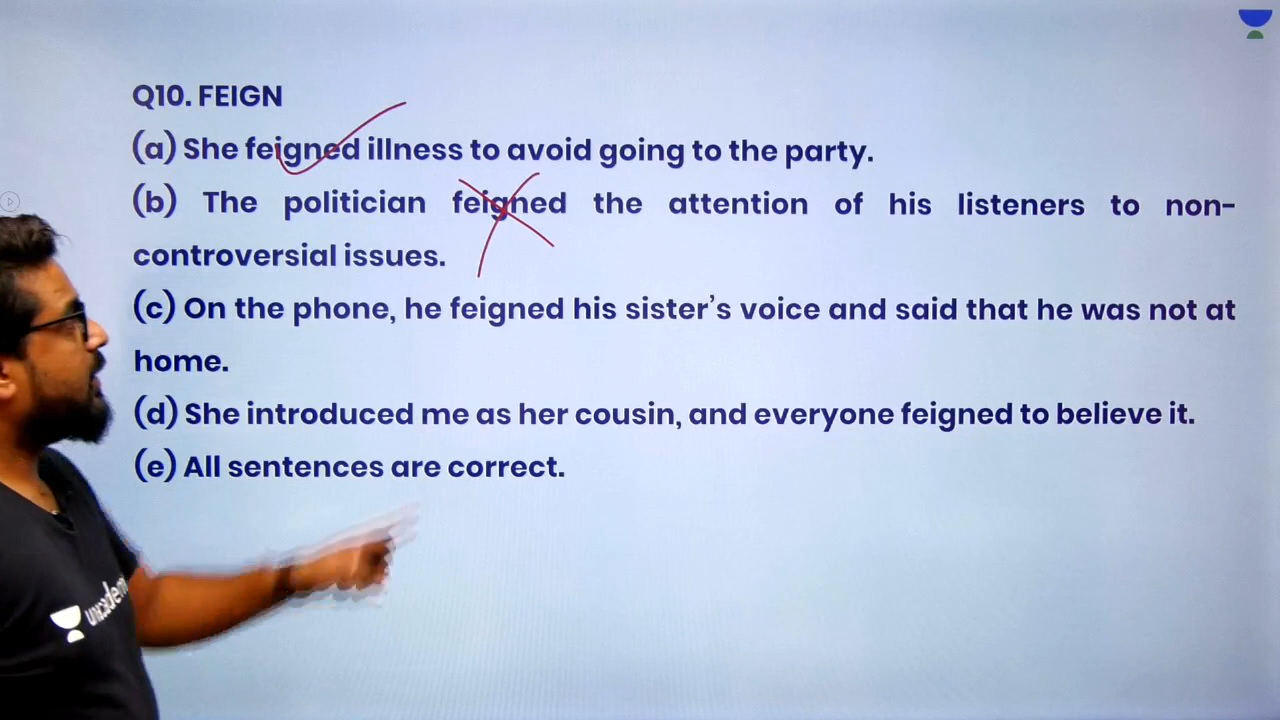 Q10. FEIGN
(a) She feigned illness to avoid going to the party.
(b) The politician feigned the attention of his listeners to non-
controversial issues.
(c) On the phone, he feigned his sister's voice and said that he was not at
home.
(d) She introduced me as her cousin, and everyone feigned to believe it.
(e) All sentences are correct.
unacademy